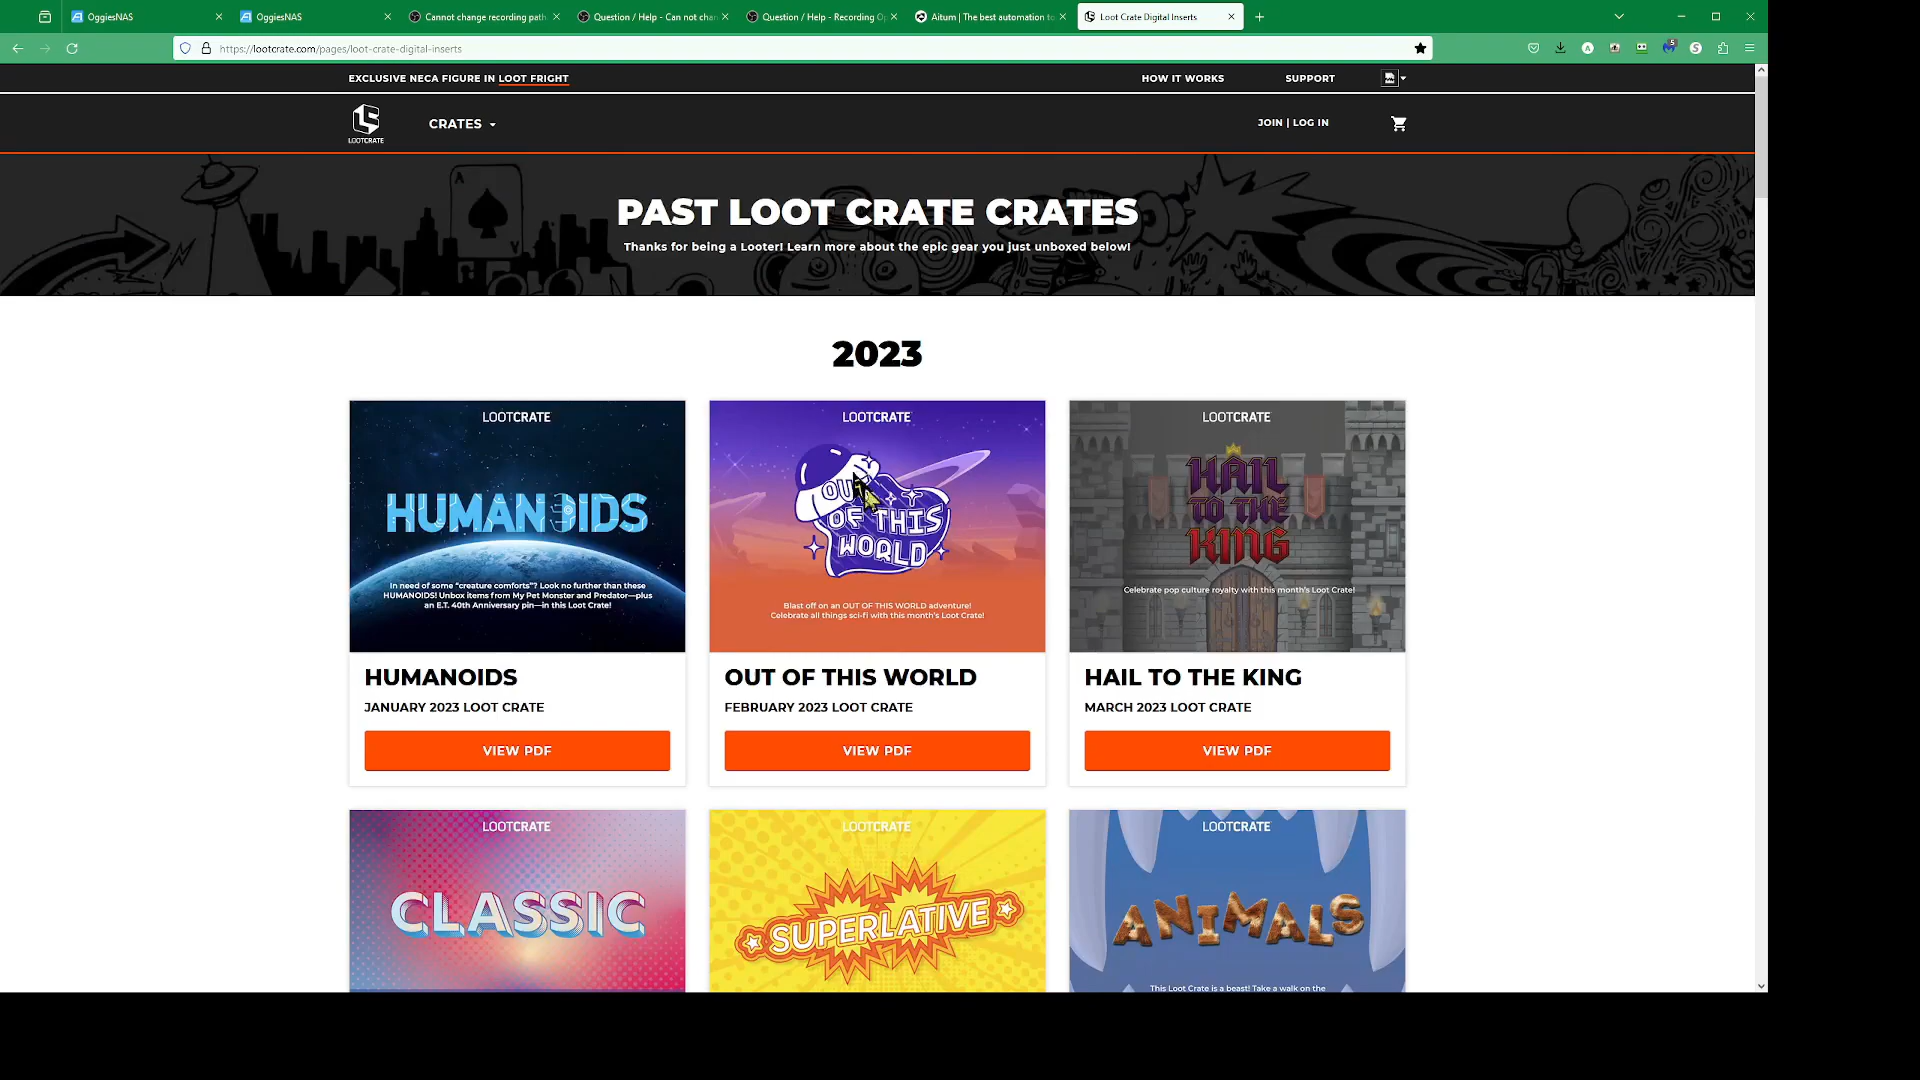 OggiesNAS
OggiesNAS
Cannot change recording path
Question / Help - Can not chan
Question / Help - Recording Op
Aitum | The best automation to
Loot Crate Digital Inserts
https://lootcrate.com/pages/loot-crate-digital-inserts
EXCLUSIVE NECA FIGURE IN LOOT FRIGHT
HOW IT WORKS
SUPPORT
LOOTCRATE
CRATES
JOIN | LOG IN
PAST LOOT CRATE CRATES
Thanks for being a Looter! Learn more about the epic gear you just unboxed below!
2023
LOOTCRATE
HUMANOIDS
In need of some “creature comforts”? Look no further than these
HUMANOIDS! Unbox items from My Pet Monster and Predator—plus
an E.T. 40th Anniversary pin—in this Loot Crate!
HUMANOIDS
JANUARY 2023 LOOT CRATE
VIEW PDF
LOOTCRATE
OUT
OF THIS
WORLD
Blast off on an OUT OF THIS WORLD adventure!
Celebrate all things sci-fi with this month's Loot Crate!
OUT OF THIS WORLD
FEBRUARY 2023 LOOT CRATE
VIEW PDF
LOOTCRATE
HAIL
TO THE
KING
Celebrate pop culture royalty with this month's Loot Crate!
HAIL TO THE KING
MARCH 2023 LOOT CRATE
VIEW PDF
LOOTCRATE
CLASSIC
LOOTCRATE
SUPERLATIVE
LOOTCRATE
ANIMALS
This Loot Crate is a beast! Take a walk on the